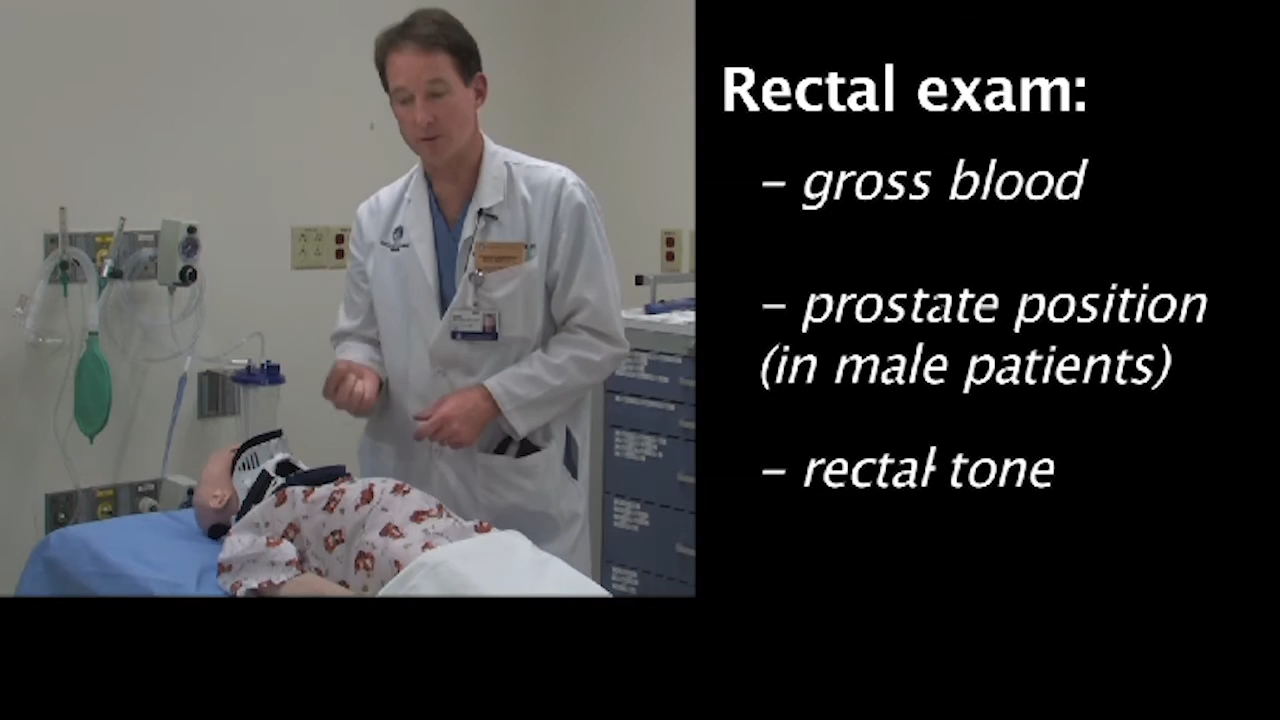 Rectal exam:
– gross blood
– prostate position
(in male patients)
– rectal tone